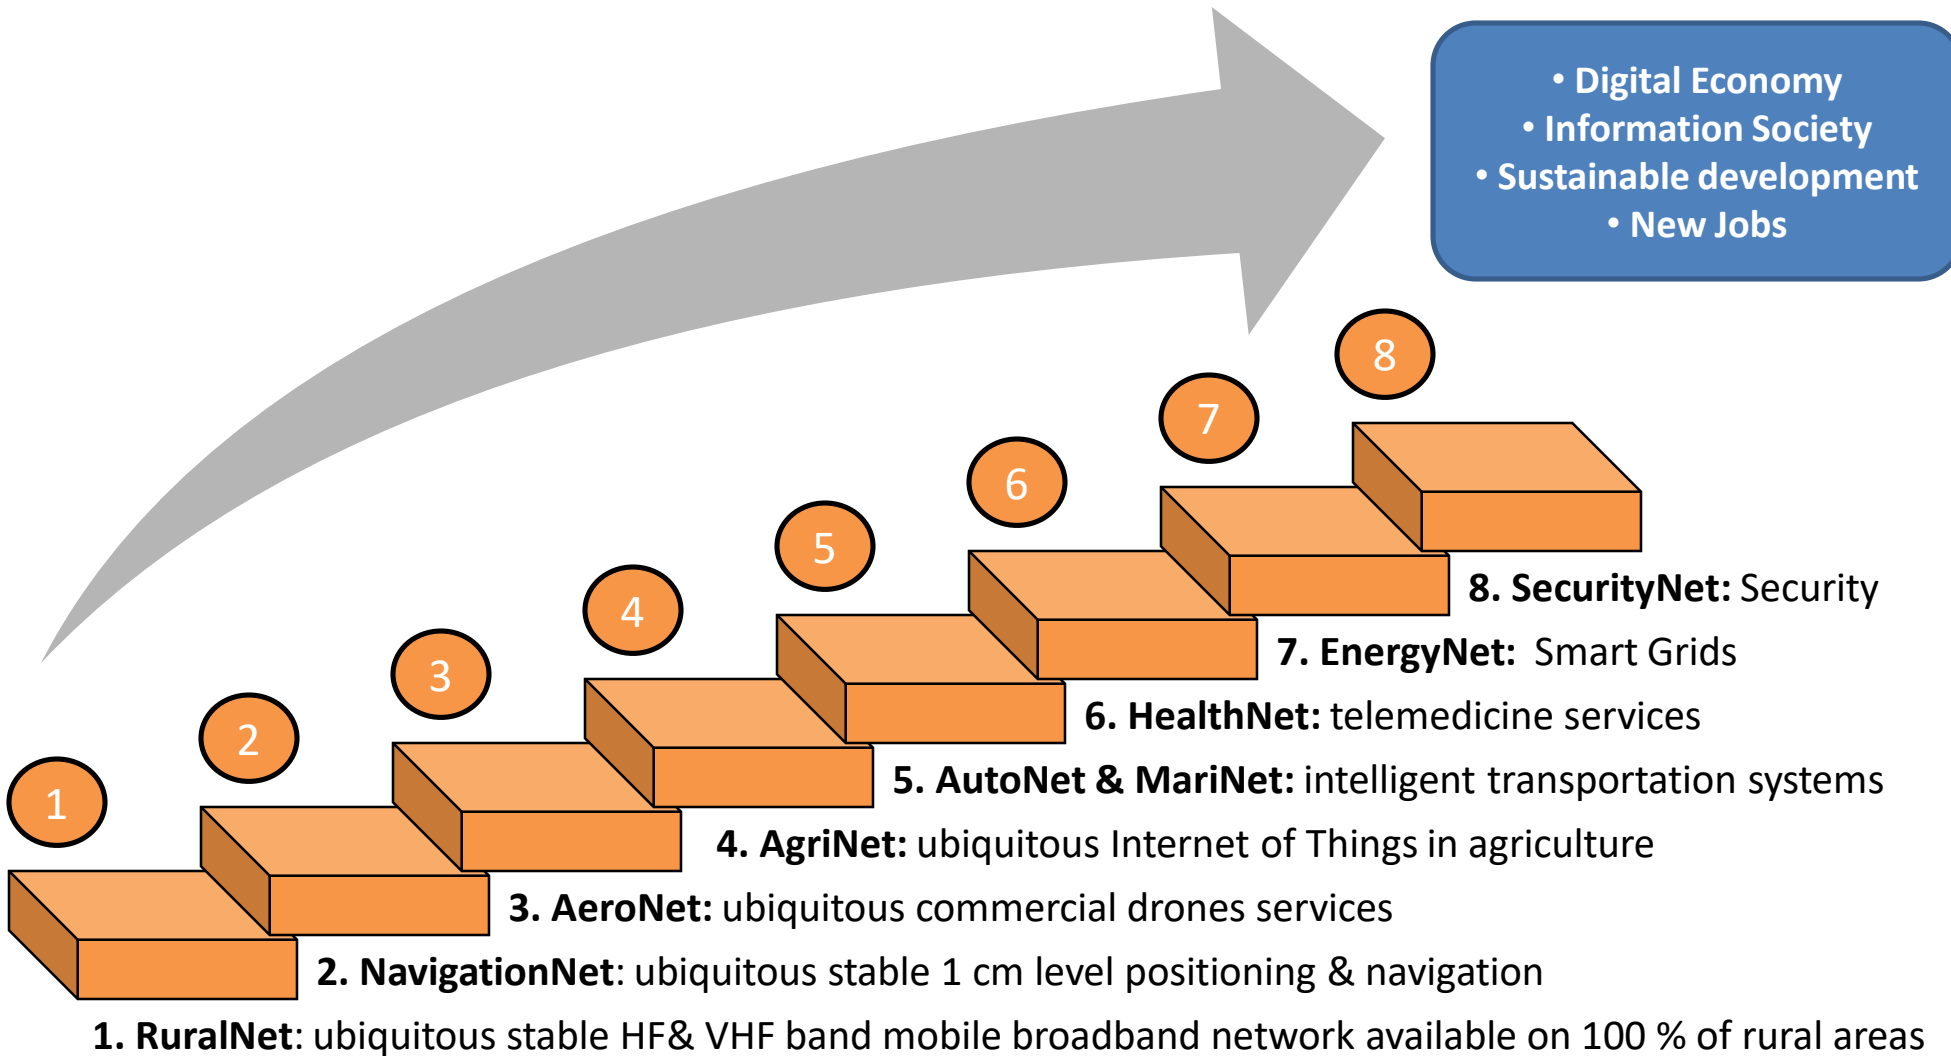 • Digital Economy
• Information Society
• Sustainable development
• New Jobs
8
7
6
5
4
3
2
1
8. SecurityNet: Security
7. EnergyNet: Smart Grids
6. HealthNet: telemedicine services
5. AutoNet & MariNet: intelligent transportation systems
4. AgriNet: ubiquitous Internet of Things in agriculture
3. AeroNet: ubiquitous commercial drones services
2. NavigationNet: ubiquitous stable 1 cm level positioning & navigation
1. RuralNet: ubiquitous stable HF& VHF band mobile broadband network available on 100 % of rural areas